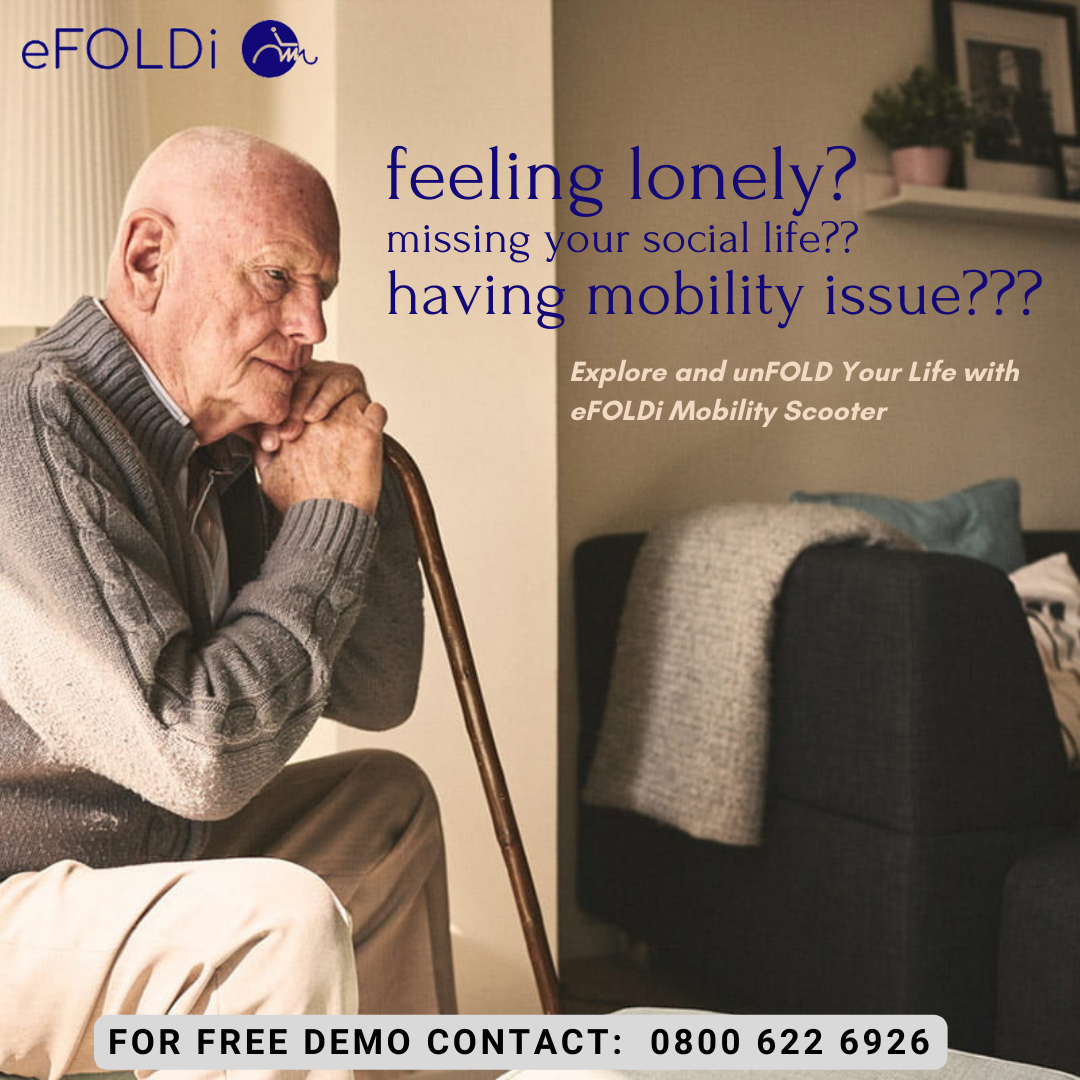 eFOLDi
feeling lonely?
missing your social life??
having mobility issue???
Explore and unFOLD Your Life with
eFOLDi Mobility Scooter
FOR FREE DEMO CONTACT: 0800 622 6926